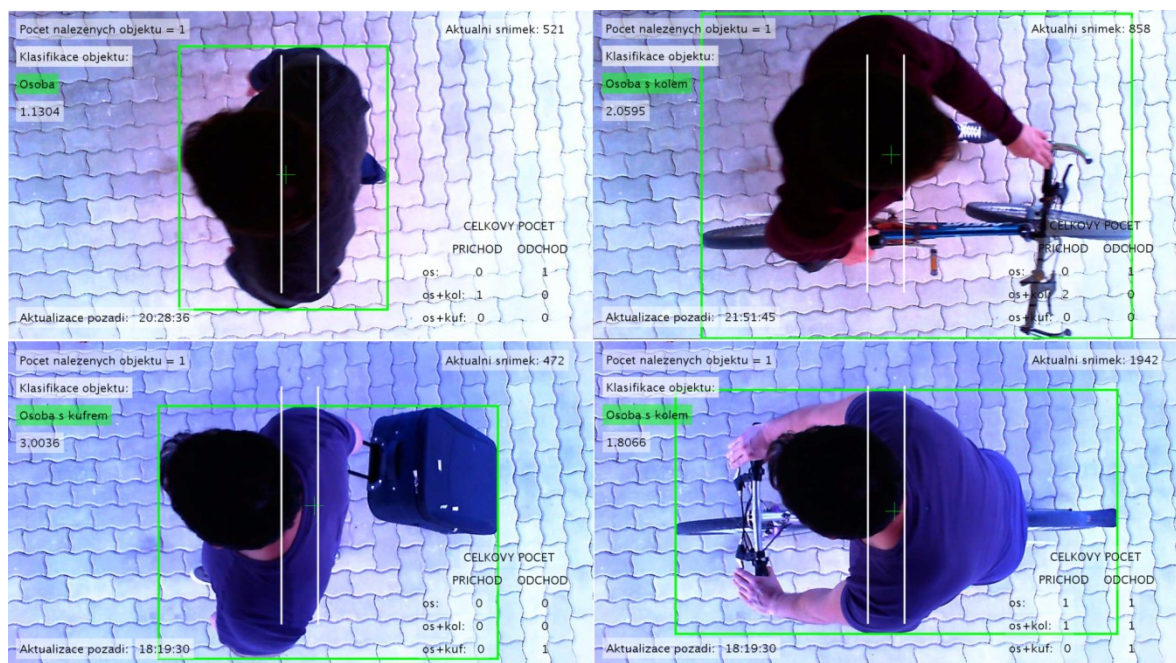 Pocet nalezenych objektu = 1
Aktualni snimek: 521
Klasifikace objektu:
Osoba
1.1304
CELKOVY POCET
PRICHOD ODCHOD
os: 0 1
os+kol: 1 0
os+kuf: 0 0
Aktualizace pozadi: 20:28:36
Pocet nalezenych objektu = 1
Aktualni snimek: 858
Klasifikace objektu:
Osoba s kolem
2.0595
CELKOVY POCET
PRICHOD ODCHOD
os: 0 1
os+kol: 2 0
os+kuf: 0 0
Aktualizace pozadi: 21:51:45
Pocet nalezenych objektu = 1
Aktualni snimek: 472
Klasifikace objektu:
Osoba s kufrem
3.0036
CELKOVY POCET
PRICHOD ODCHOD
os: 0 0
os+kol: 0 0
os+kuf: 0 1
Aktualizace pozadi: 18:19:30
Pocet nalezenych objektu = 1
Aktualni snimek: 1942
Klasifikace objektu:
Osoba s kolem
1.8066
CELKOVY POCET
PRICHOD ODCHOD
os: 1 1
os+kol: 1 1
os+kuf: 0 0
Aktualizace pozadi: 18:19:30